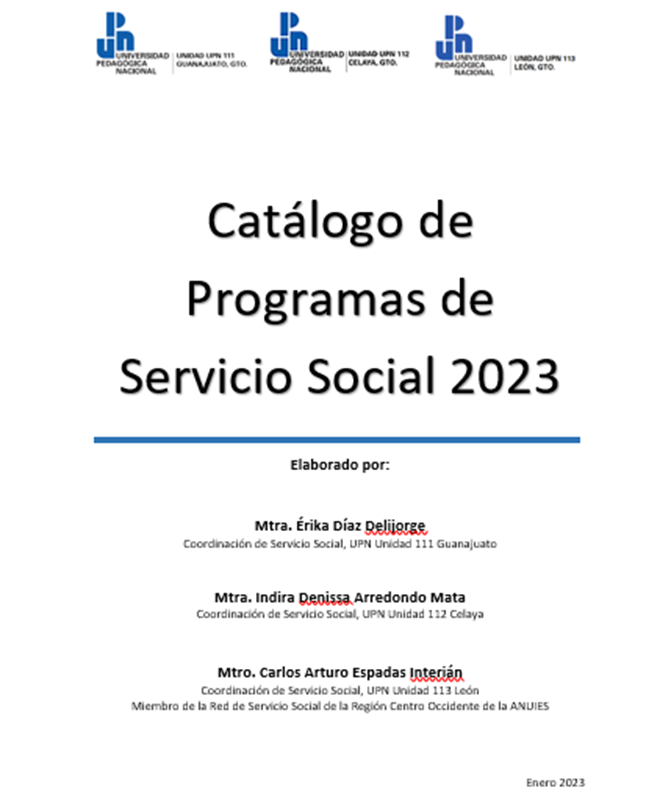 UPN
UNIVERSIDAD
PEDAGÓGICA
NACIONAL
UNIDAD UPN 111
GUANAJUATO, GTO.
UPN
UNIVERSIDAD
PEDAGÓGICA
NACIONAL
UNIDAD UPN 112
CELAYA, GTO.
UPN
UNIVERSIDAD
PEDAGÓGICA
NACIONAL
UNIDAD UPN 113
LEÓN, GTO.
Catálogo de
Programas de
Servicio Social 2023
Elaborado por:
Mtra. Érika Díaz Delijorge
Coordinación de Servicio Social, UPN Unidad 111 Guanajuato
Mtra. Indira Denissa Arredondo Mata
Coordinación de Servicio Social, UPN Unidad 112 Celaya
Mtro. Carlos Arturo Espadas Interián
Coordinación de Servicio Social, UPN Unidad 113 León
Miembro de la Red de Servicio Social de la Región Centro Occidente de la ANUIES
Enero 2023